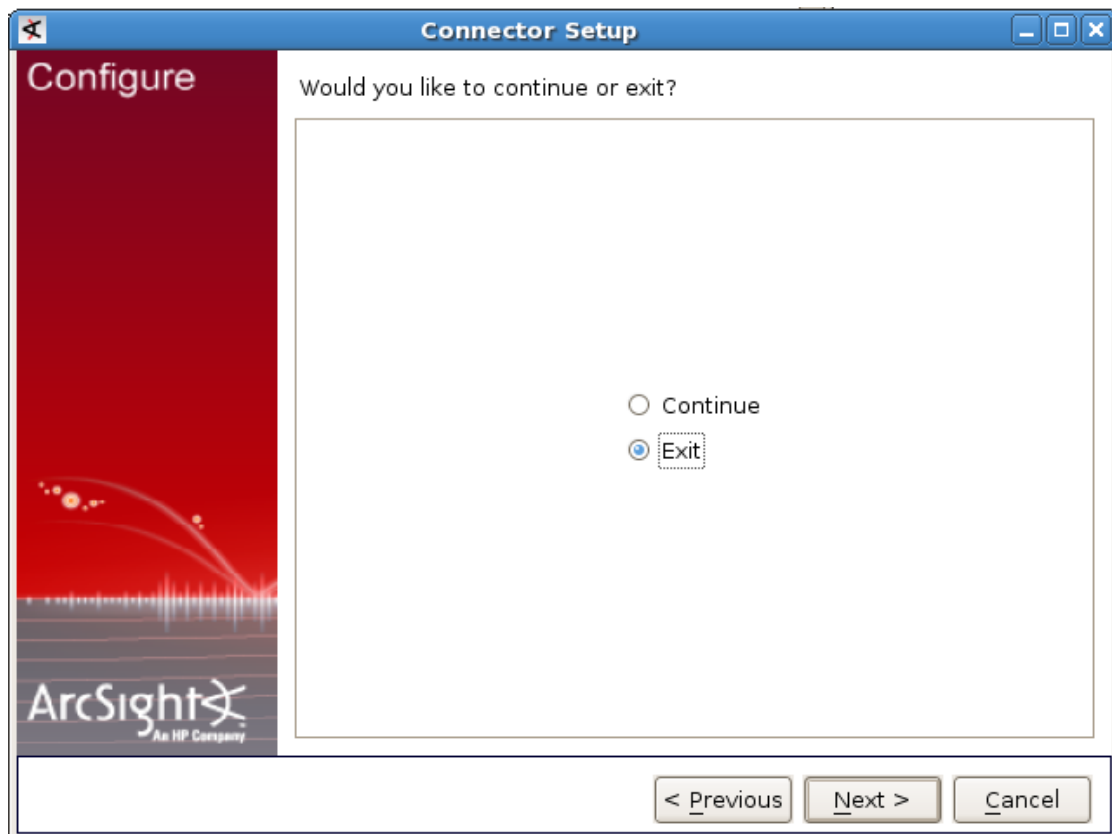 Connector Setup
Configure
Would you like to continue or exit?
Continue
Exit
ArcSight
An HP Company
< Previous
Next >
Cancel